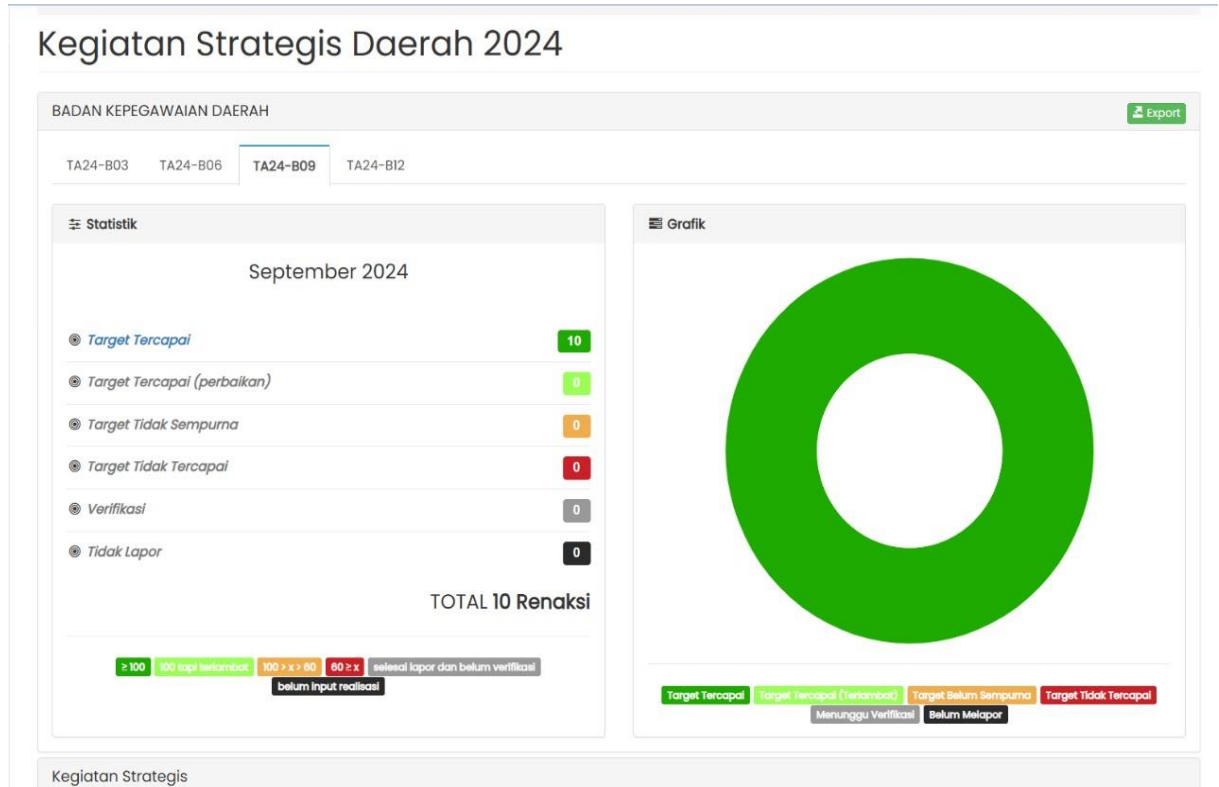 Kegiatan Strategis Daerah 2024
BADAN KEPEGAWAIAN DAERAH
Export
TA24-B03 TA24-B06 TA24-B09 TA24-B12
Statistik
September 2024
Target Tercapai 10
Target Tercapai (perbaikan) 0
Target Tidak Sempurna 0
Target Tidak Tercapai 0
Verifikasi 0
Tidak Lapor 0
TOTAL 10 Renaksi
≥ 100 100 tapi terlambat 100 > x > 60 60 ≥ x selesai lapor dan belum verifikasi
belum input realisasi
Grafik
Target Tercapai Target Tercapai (Terlambat) Target Belum Sempurna Target Tidak Tercapai
Menunggu Verifikasi Belum Melapor
Kegiatan Strategis